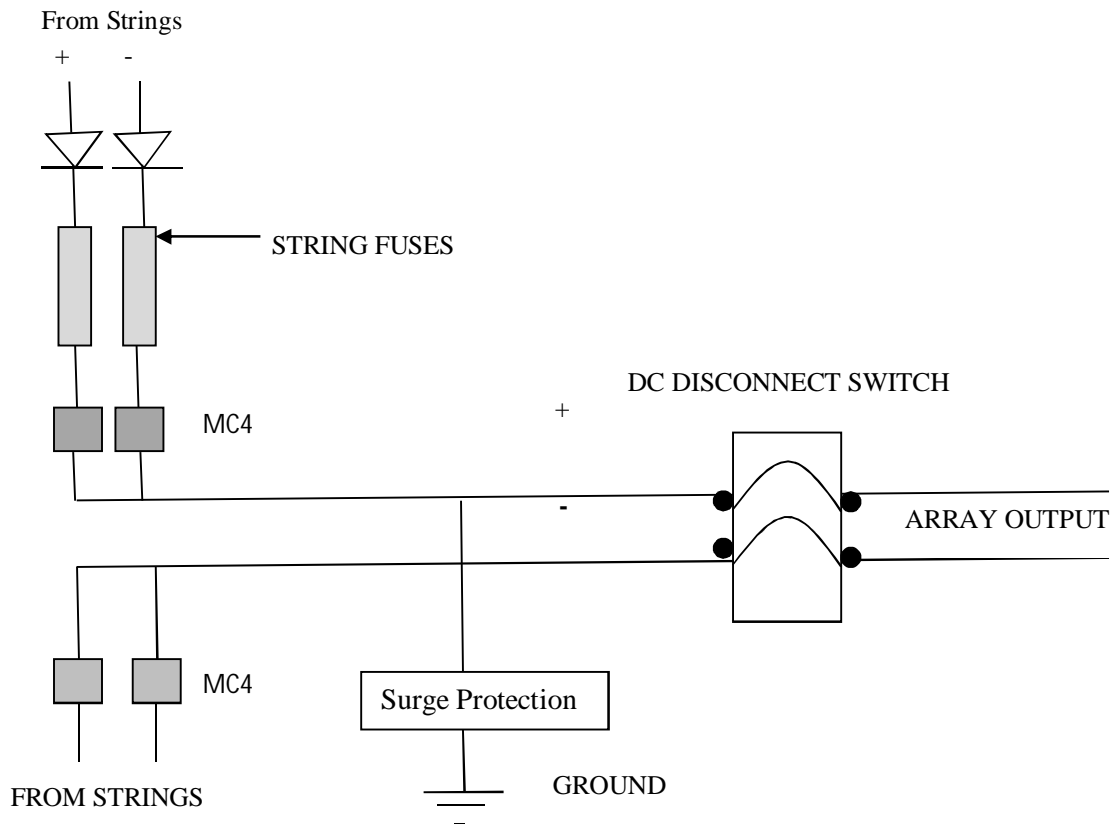 From Strings
+ -
STRING FUSES
DC DISCONNECT SWITCH
+
MC4
-
ARRAY OUTPUT
MC4
Surge Protection
GROUND
FROM STRINGS